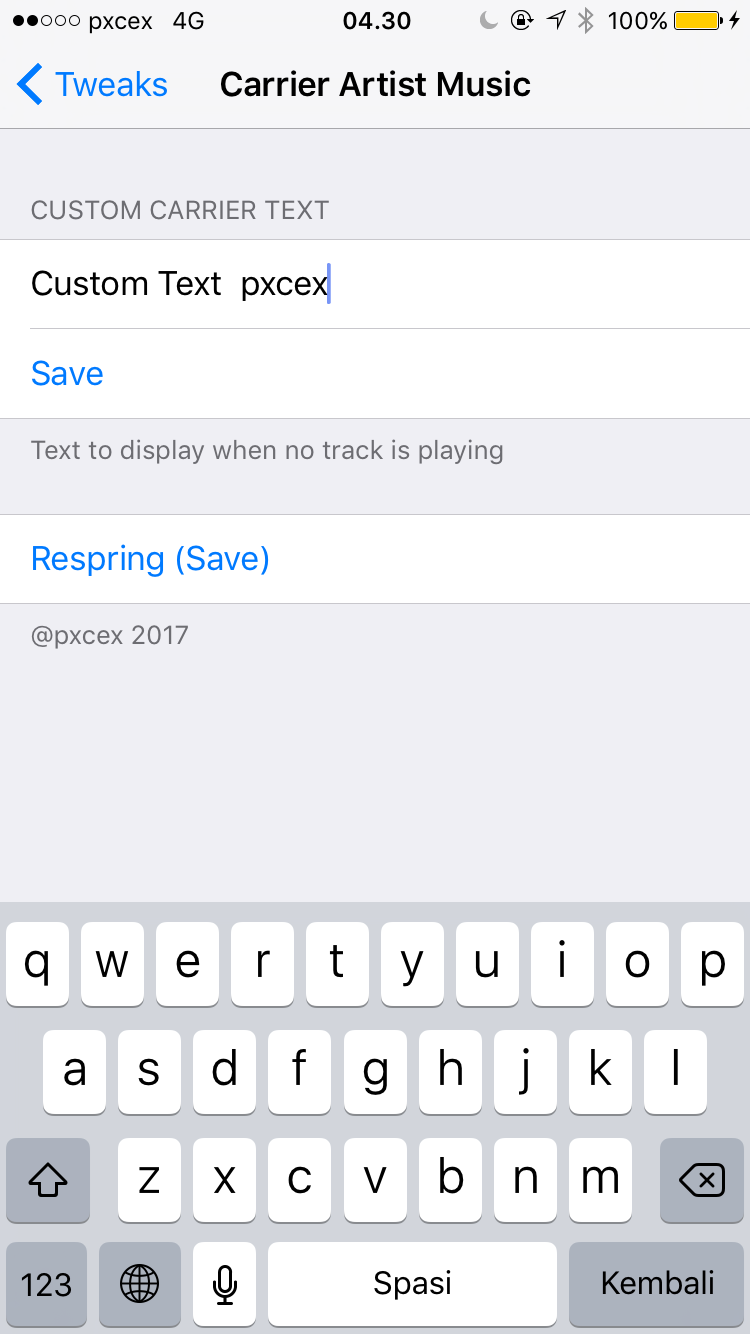 pxcex 4G 04.30 100%
Tweaks Carrier Artist Music
CUSTOM CARRIER TEXT
Custom Text pxcex
Save
Text to display when no track is playing
Respring (Save)
@pxcex 2017
q w e r t y u i o p
a s d f g h j k l
z x c v b n m
123 Spasi Kembali